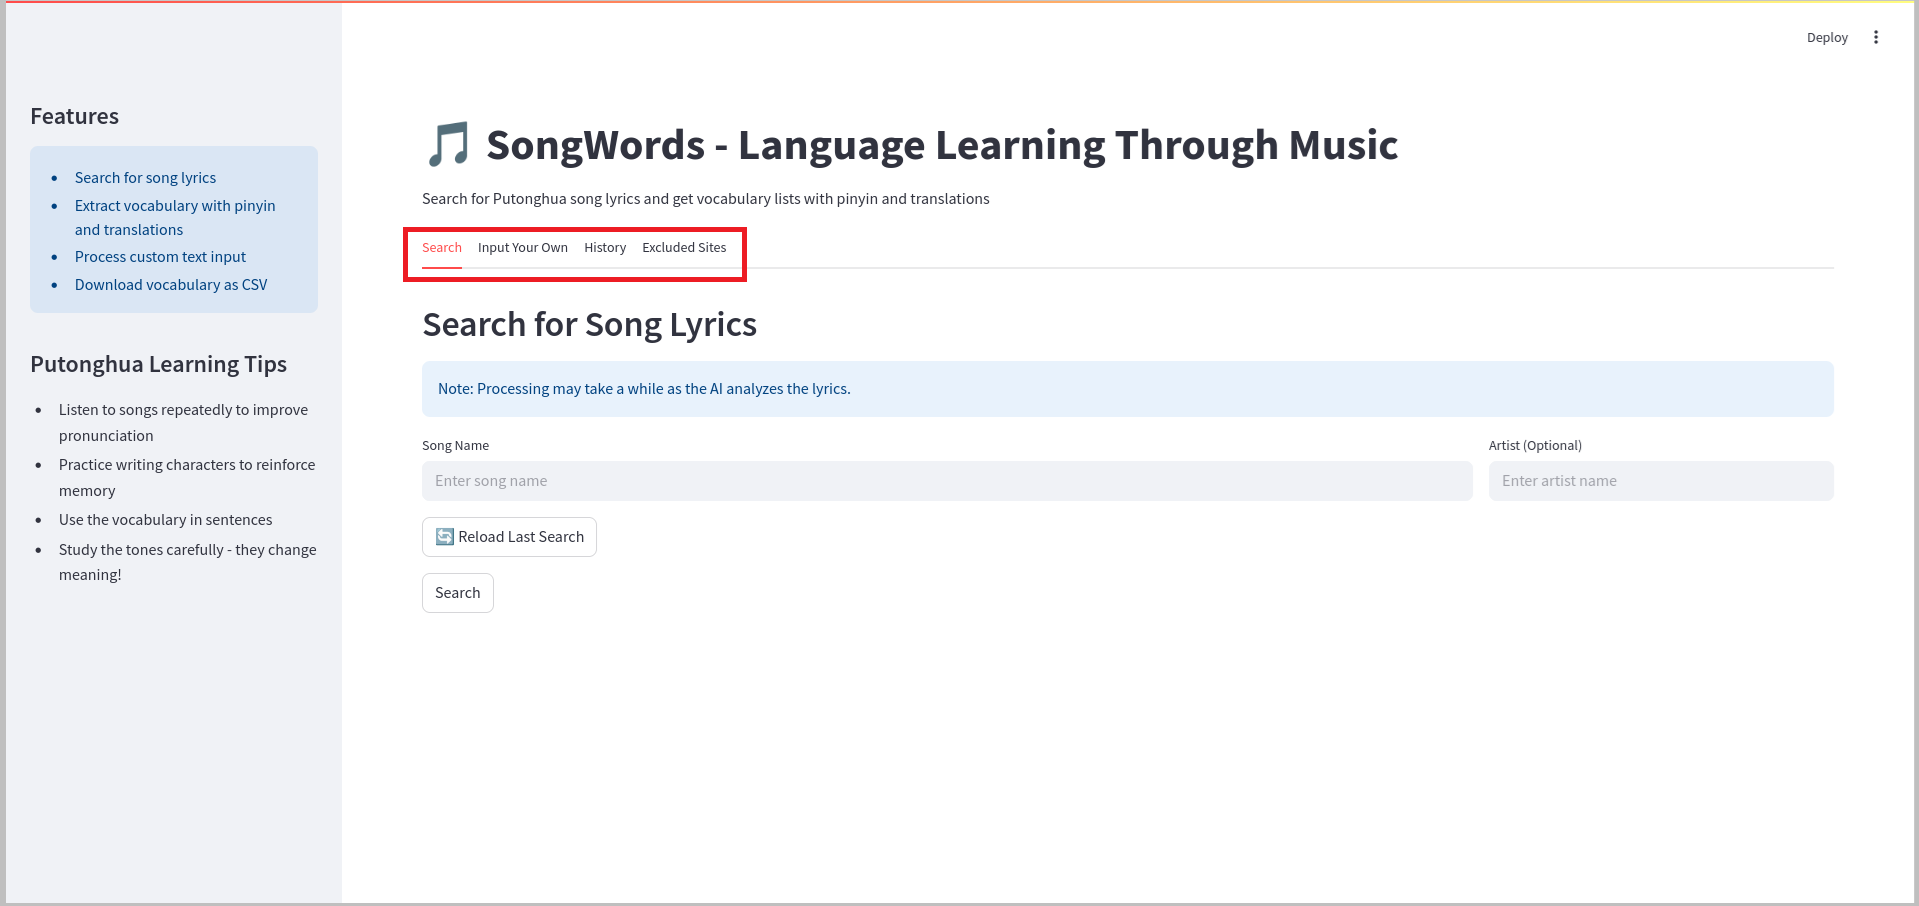 Deploy
Features
Search for song lyrics
Extract vocabulary with pinyin
and translations
Process custom text input
Download vocabulary as CSV
Putonghua Learning Tips
Listen to songs repeatedly to improve
pronunciation
Practice writing characters to reinforce
memory
Use the vocabulary in sentences
Study the tones carefully - they change
meaning!
SongWords - Language Learning Through Music
Search for Putonghua song lyrics and get vocabulary lists with pinyin and translations
Search Input Your Own History Excluded Sites
Search for Song Lyrics
Note: Processing may take a while as the AI analyzes the lyrics.
Song Name Artist (Optional)
Enter song name Enter artist name
Reload Last Search
Search